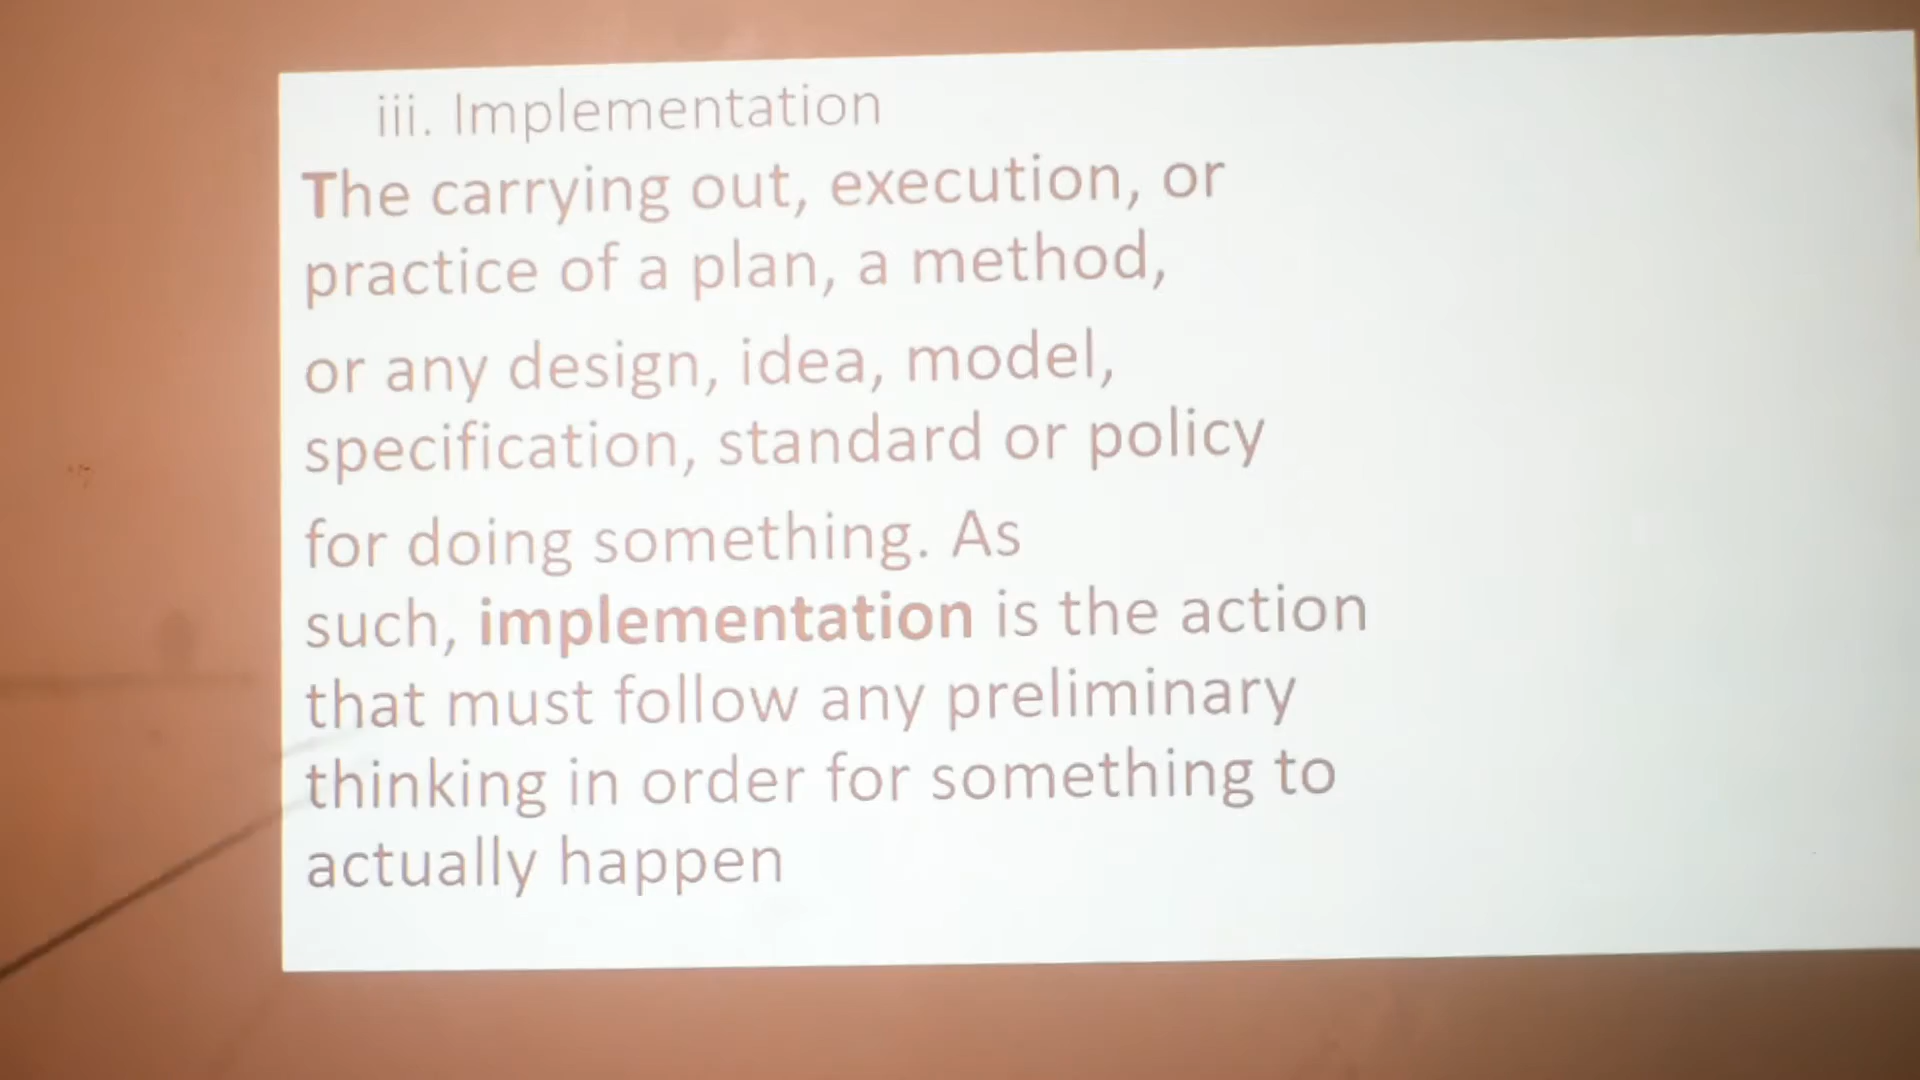 iii. Implementation
The carrying out, execution, or
practice of a plan, a method,
or any design, idea, model,
specification, standard or policy
for doing something. As
such, implementation is the action
that must follow any preliminary
thinking in order for something to
actually happen